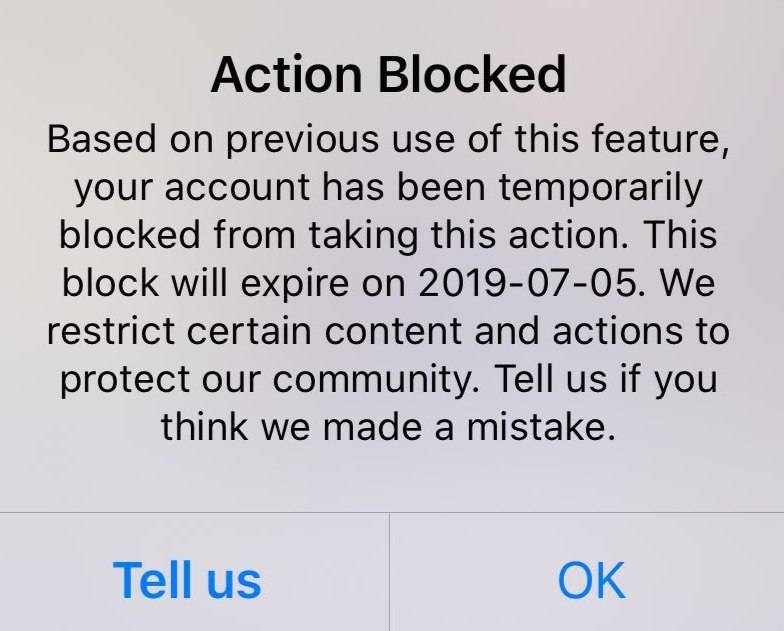 Action Blocked
Based on previous use of this feature,
your account has been temporarily
blocked from taking this action. This
block will expire on 2019-07-05. We
restrict certain content and actions to
protect our community. Tell us if you
think we made a mistake.
Tell us
OK